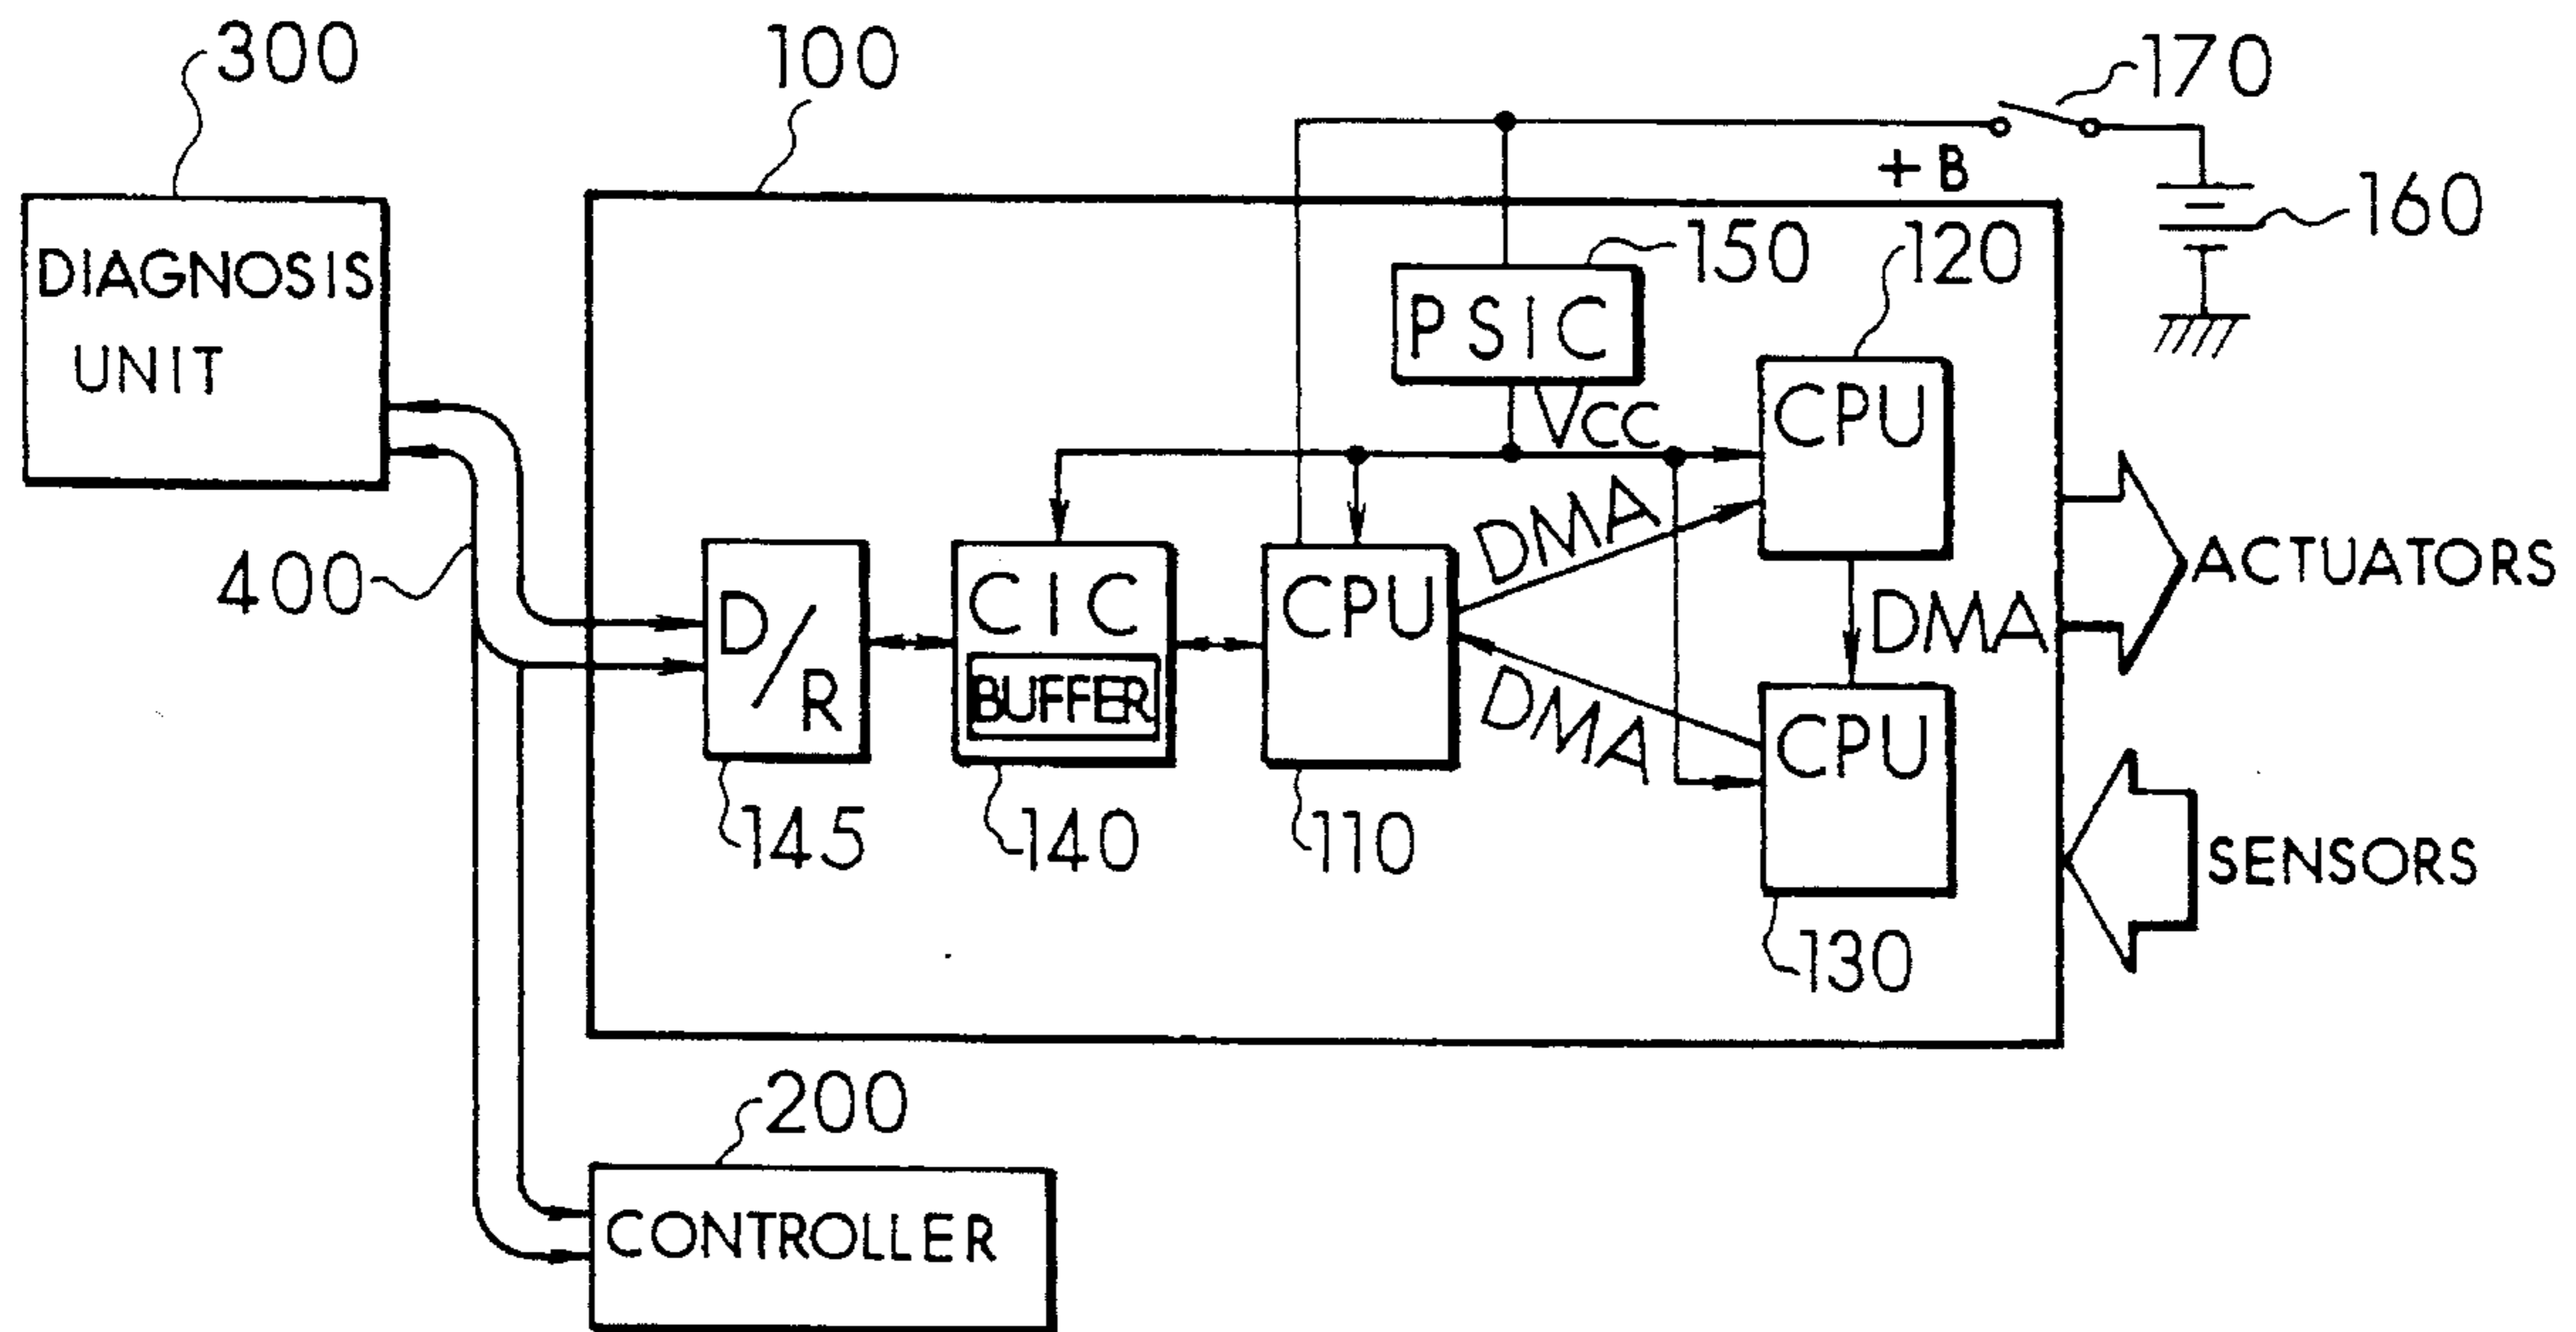 300
100
170
+B
160
DIAGNOSIS
UNIT
150
120
PSIC
CPU
Vcc
DMA
ACTUATORS
400
D/R
CIC
BUFFER
CPU
DMA
DMA
CPU
145
140
110
SENSORS
130
200
CONTROLLER